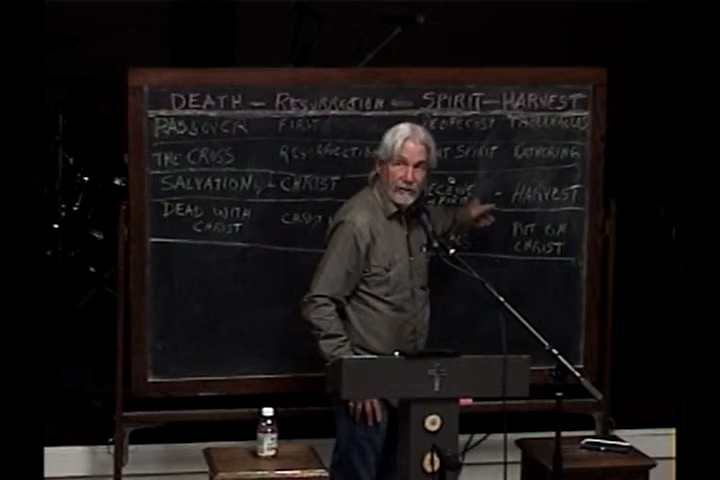 DEATH — RESURRECTION — SPIRIT — HARVEST
PASSOVER FIRST PENTECOST TABERNACLES
THE CROSS RESURRECTION SPIRIT GATHERING
SALVATION CHRIST - HARVEST
DEAD WITH PUT ON
CHRIST CHRIST